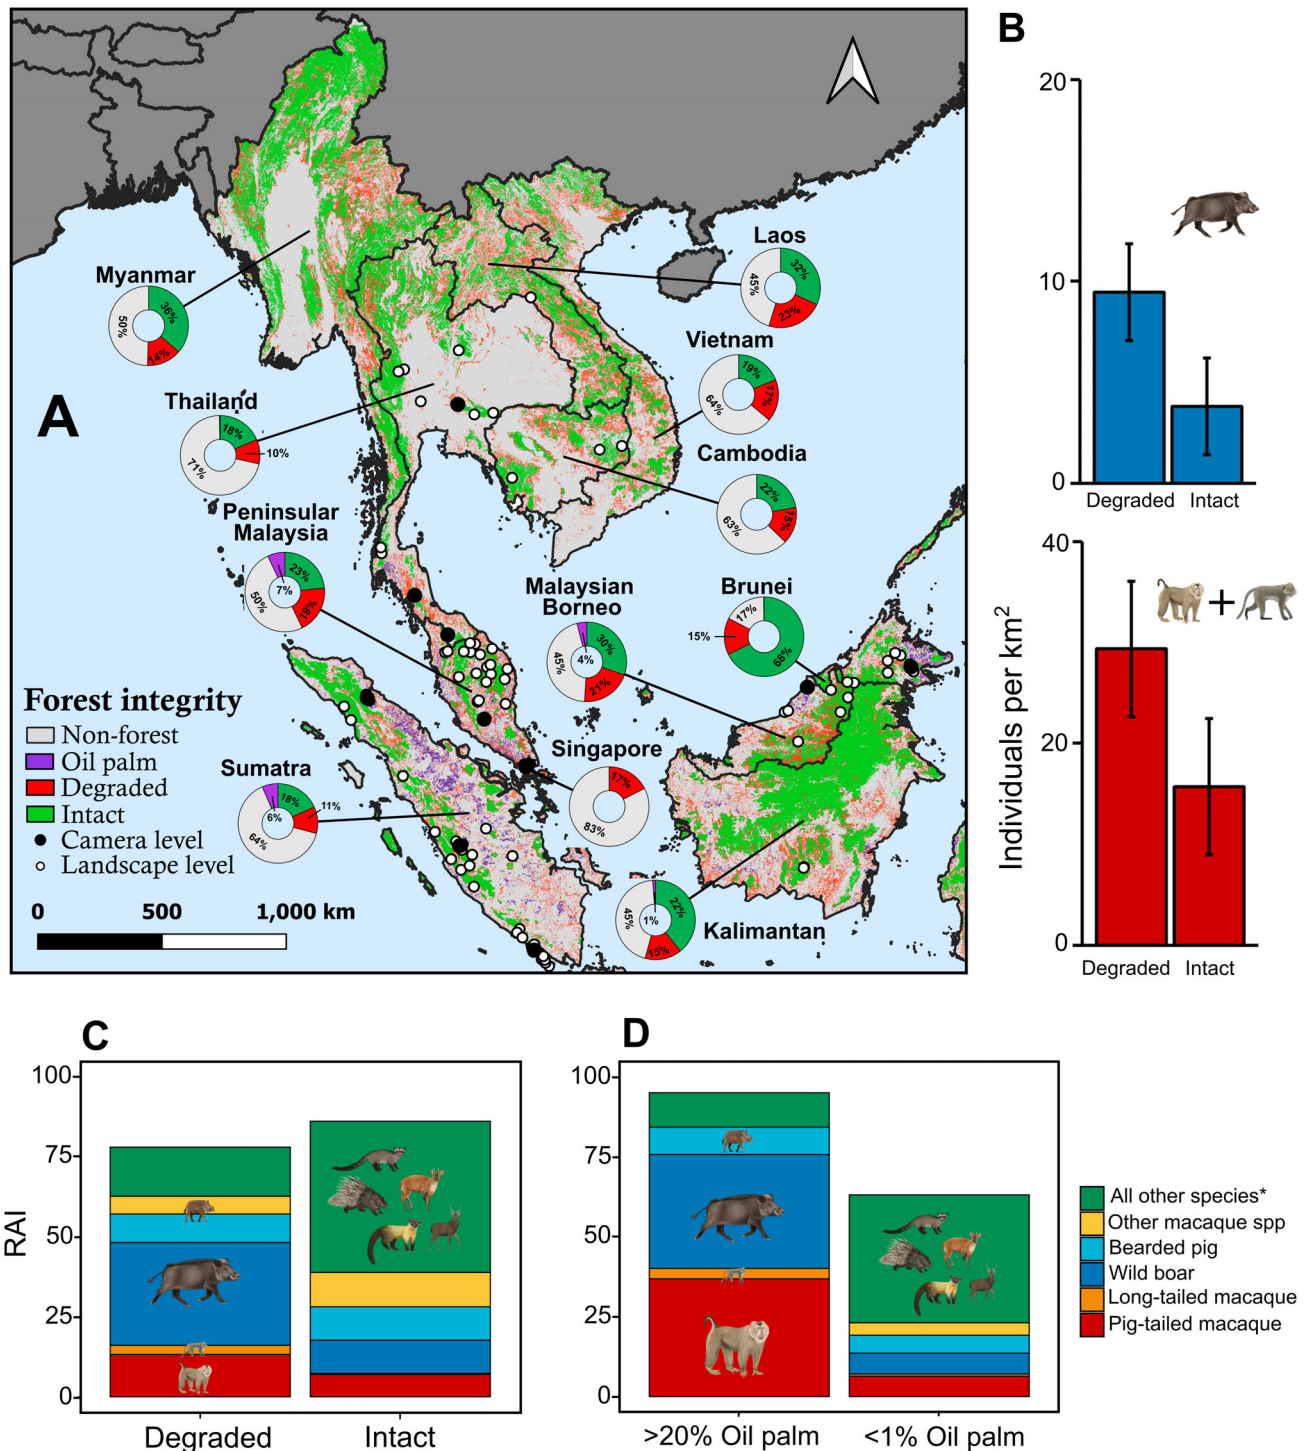 A
Myanmar
36%
14%
50%
Laos
32%
23%
45%
Vietnam
19%
17%
64%
Thailand
18%
10%
71%
Cambodia
22%
15%
63%
Peninsular
Malaysia
23%
19%
50%
7%
Malaysian
Borneo
30%
21%
45%
4%
Brunei
17%
15%
68%
Singapore
17%
83%
Sumatra
18%
11%
64%
6%
Kalimantan
22%
15%
45%
1%
Forest integrity
Non-forest
Oil palm
Degraded
Intact
Camera level
Landscape level
0 500 1,000 km
B
20
10
0
Degraded Intact
Individuals per km²
40
+
20
0
Degraded Intact
C
RAI
100
75
50
25
0
Degraded Intact
D
100
75
50
25
0
>20% Oil palm <1% Oil palm
All other species*
Other macaque spp
Bearded pig
Wild boar
Long-tailed macaque
Pig-tailed macaque